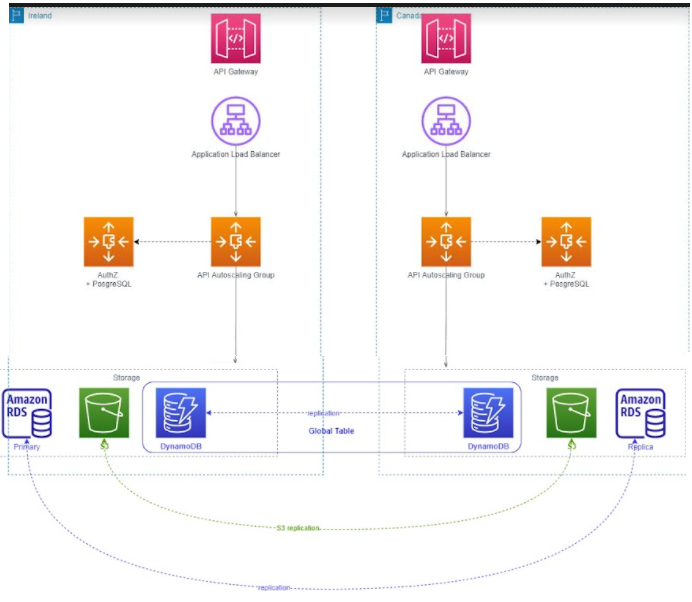 Ireland
Canada
API Gateway
API Gateway
Application Load Balancer
Application Load Balancer
AuthZ
+ PosgreSQL
API Autoscaling Group
API Autoscaling Group
AuthZ
+ PosgreSQL
Storage
Storage
Amazon
RDS
Primary
S3
DynamoDB
replication
Global Table
DynamoDB
S3
Amazon
RDS
Replica
S3 replication
replication